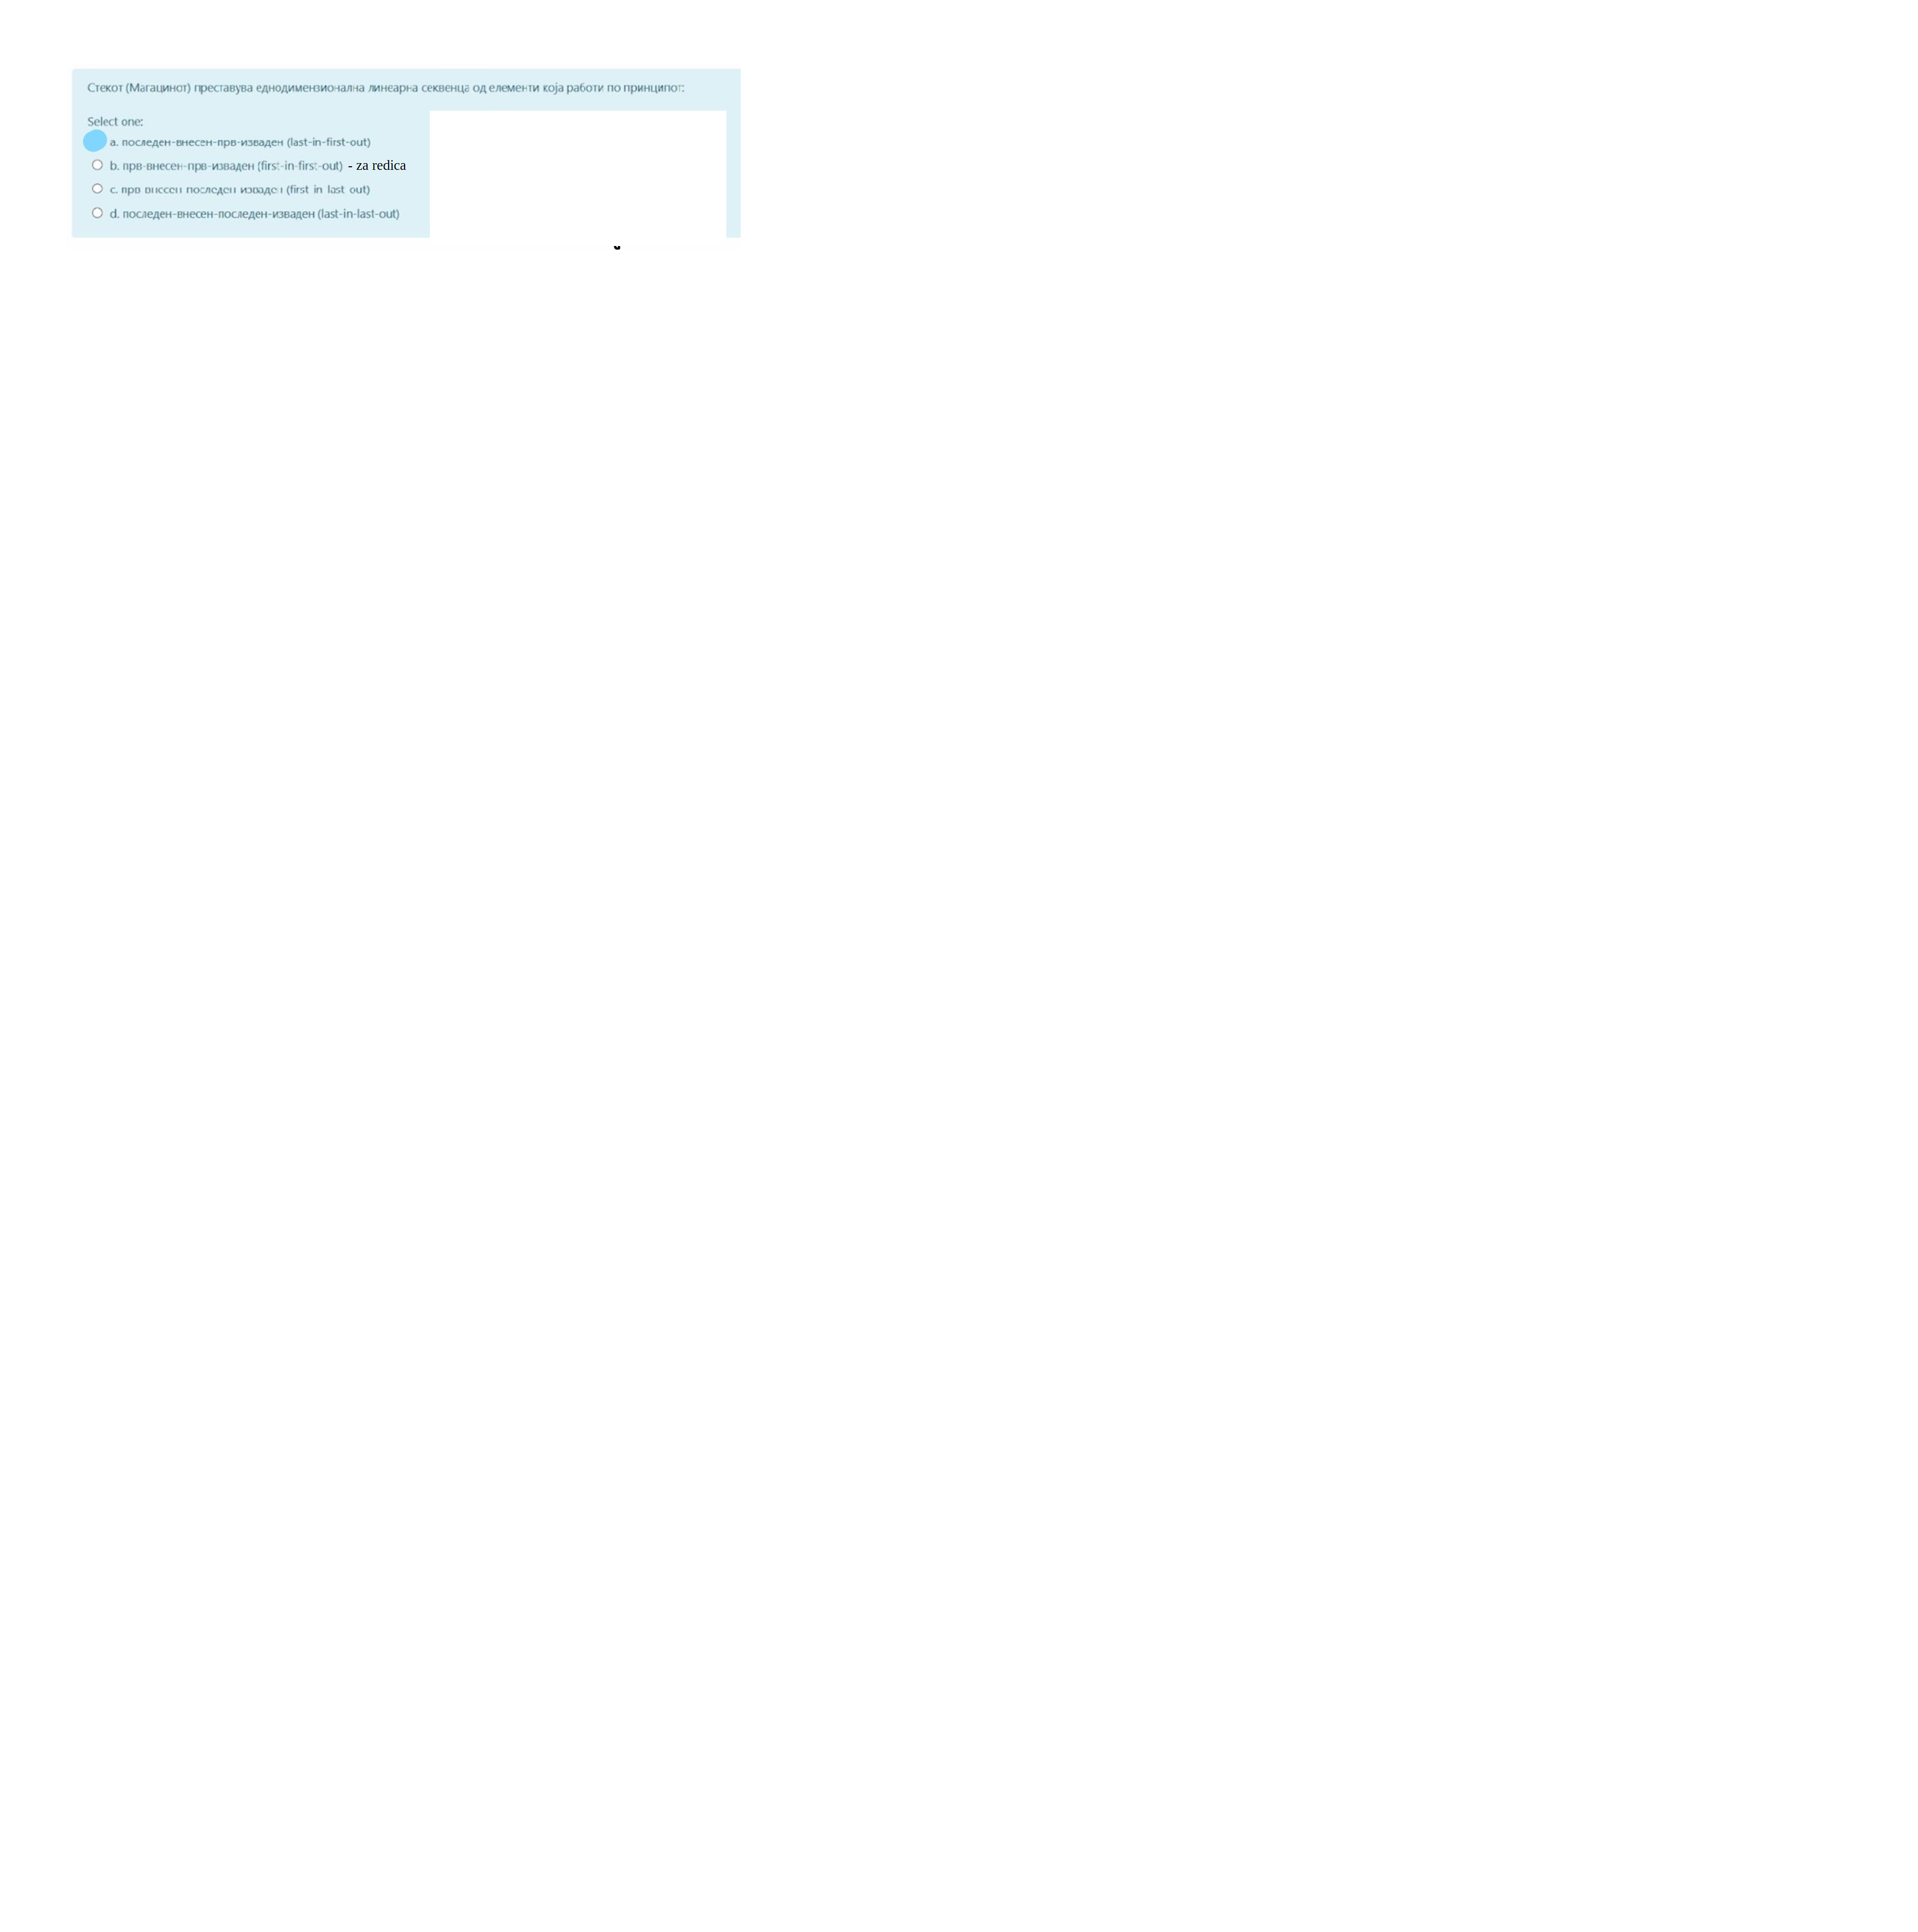 Стекот (Магацинот) преставува еднодимензионална линеарна секвенца од елементи која работи по принципот:
Select one:
a. последен-внесен-прв-изваден (last-in-first-out)
b. прв-внесен-прв-изваден (first-in-first-out) - za redica
c. прв внесен последен изваден (first in last out)
d. последен-внесен-последен-изваден (last-in-last-out)